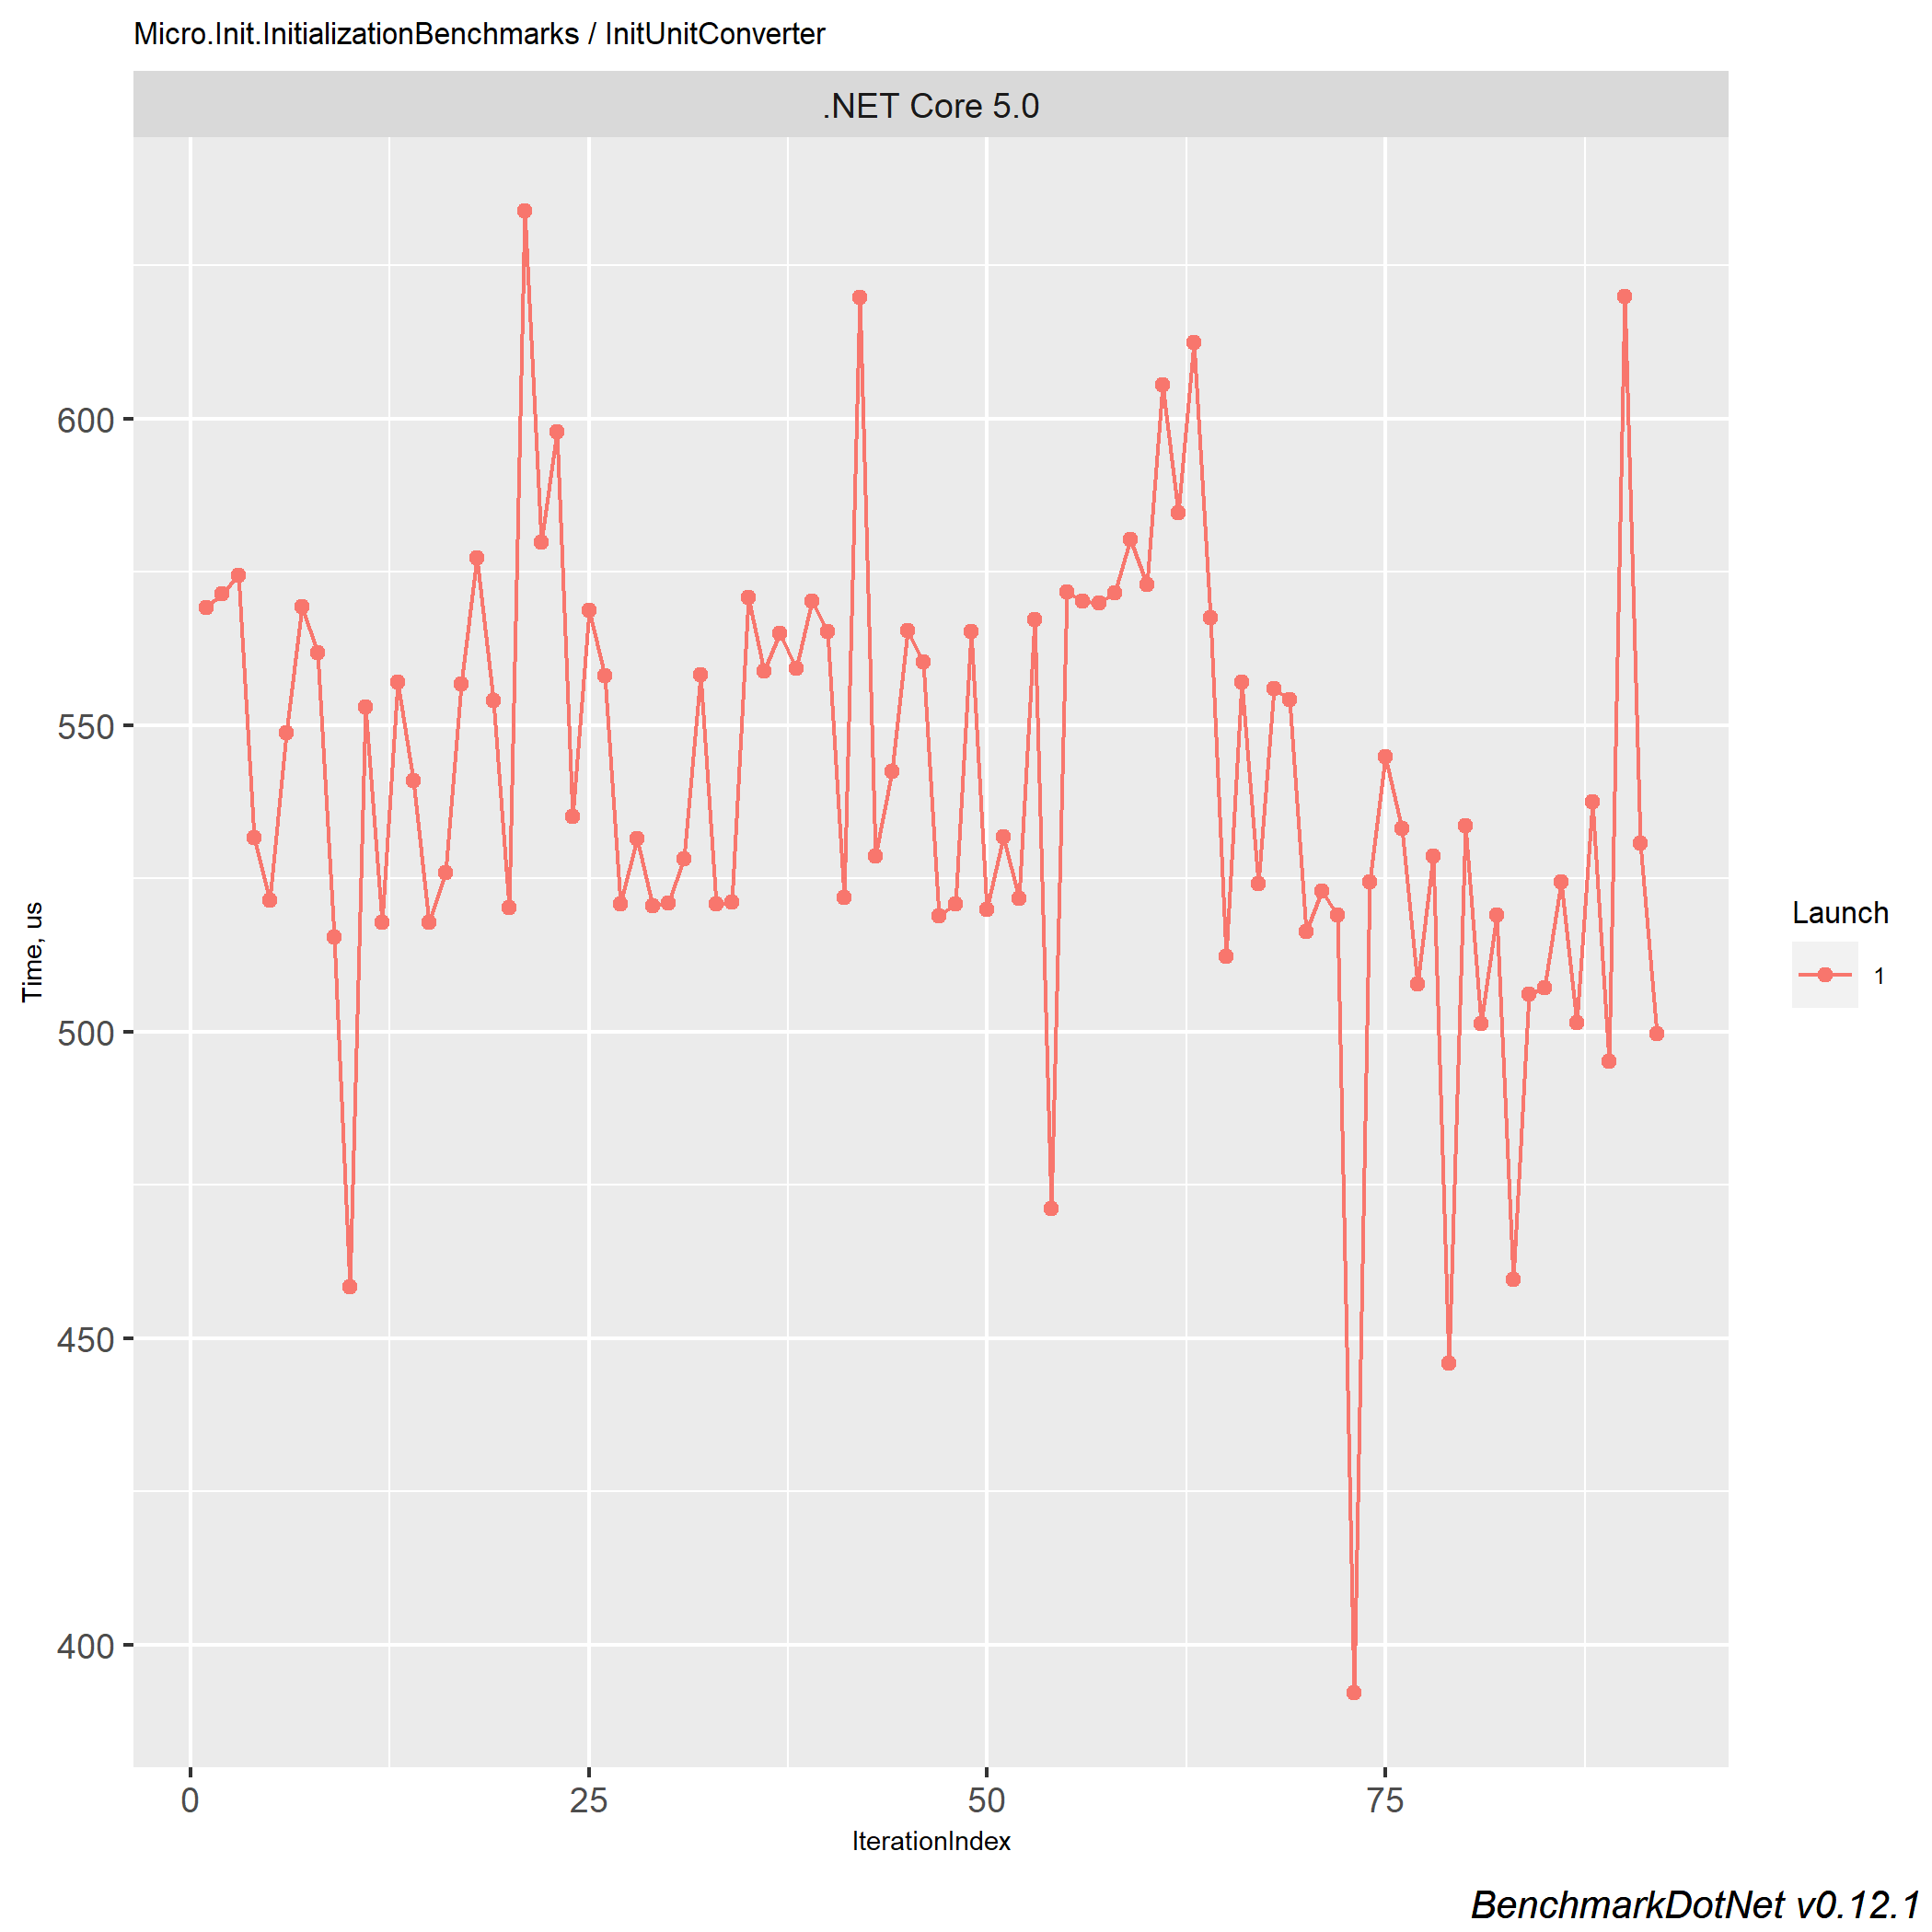 Micro.Init.InitializationBenchmarks / InitUnitConverter
.NET Core 5.0
600
550
500
450
400
Time, us
0 25 50 75
IterationIndex
Launch
1
BenchmarkDotNet v0.12.1